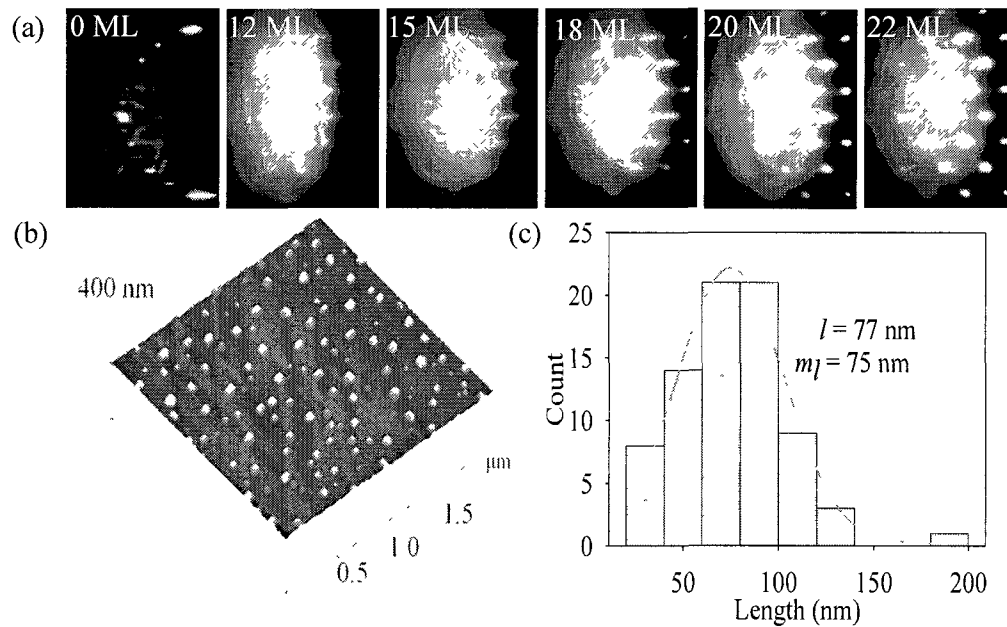 (a) 0 ML 12 ML 15 ML 18 ML 20 ML 22 ML
(b)
400 nm
μm
1.5
1 0
0.5
(c)
25
20
15
10
5
0
Count
l = 77 nm
ml = 75 nm
50 100 150 200
Length (nm)